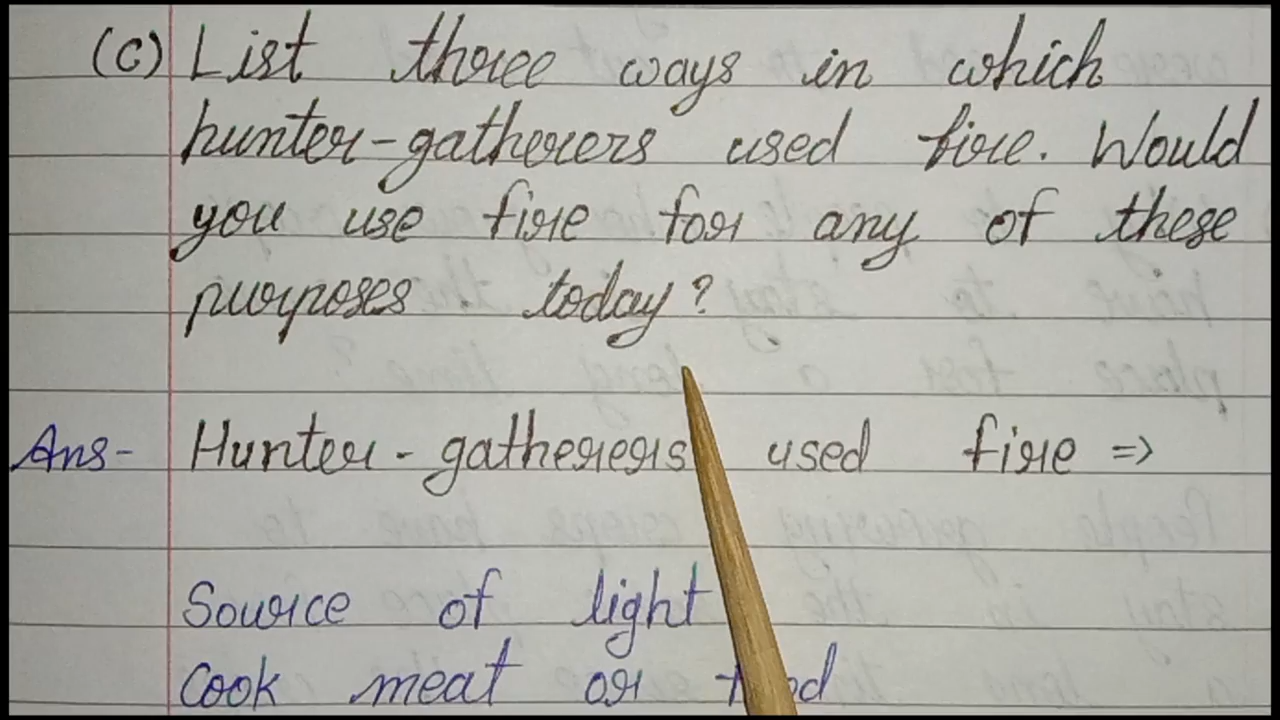 (C) List three ways in which
hunter-gatherers used fire. Would
you use fire for any of these
purposes today?
Ans- Hunter-gatherers used fire =>
Source of light
Cook meat or